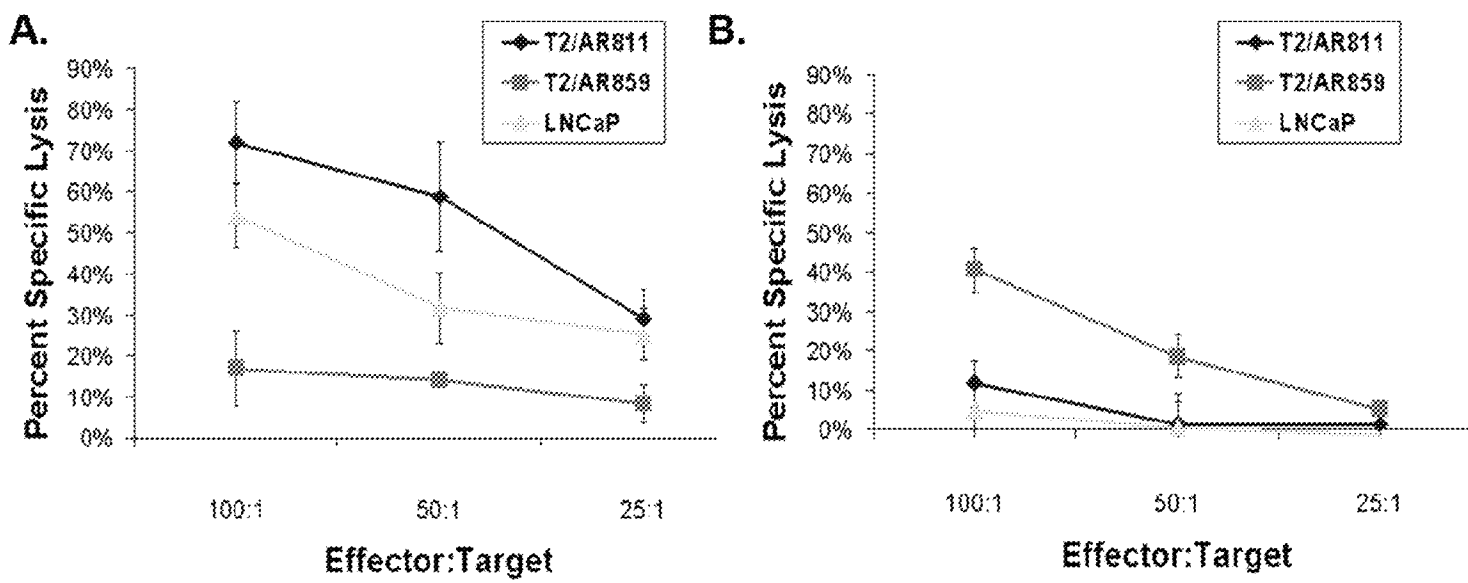 A.
T2/AR811
T2/AR859
LNCaP
Percent Specific Lysis
90%
80%
70%
60%
50%
40%
30%
20%
10%
0%
100:1
50:1
25:1
Effector:Target
B.
T2/AR811
T2/AR859
LNCaP
Percent Specific Lysis
90%
80%
70%
60%
50%
40%
30%
20%
10%
0%
100:1
50:1
25:1
Effector:Target